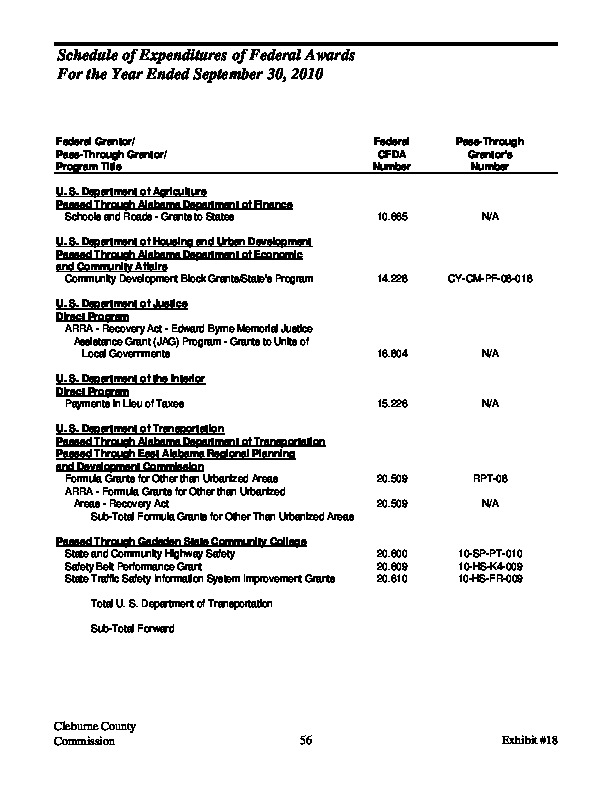 Schedule of Expenditures of Federal Awards
For the Year Ended September 30, 2010
Federal Grantor/ Federal Pass-Through
Pass-Through Grantor/ CFDA Grantor's
Program Title Number Number
U. S. Department of Agriculture
Passed Through Alabama Department of Finance
Schools and Roads - Grants to States 10.665 N/A
U. S. Department of Housing and Urban Development
Passed Through Alabama Department of Economic
and Community Affairs
Community Development Block Grants/State's Program 14.228 CY-CM-PF-08-018
U. S. Department of Justice
Direct Program
ARRA - Recovery Act - Edward Byrne Memorial Justice
Assistance Grant (JAG) Program - Grants to Units of
Local Governments 16.804 N/A
U. S. Department of the Interior
Direct Program
Payments in Lieu of Taxes 15.226 N/A
U. S. Department of Transportation
Passed Through Alabama Department of Transportation
Passed Through East Alabama Regional Planning
and Development Commission
Formula Grants for Other than Urbanized Areas 20.509 RPT-08
ARRA - Formula Grants for Other than Urbanized
Areas - Recovery Act 20.509 N/A
Sub-Total Formula Grants for Other Than Urbanized Areas
Passed Through Gadsden State Community College
State and Community Highway Safety 20.600 10-SP-PT-010
Safety Belt Performance Grant 20.609 10-HS-K4-009
State Traffic Safety Information System Improvement Grants 20.610 10-HS-FR-009
Total U. S. Department of Transportation
Sub-Total Forward
Cleburne County
Commission 56 Exhibit #18